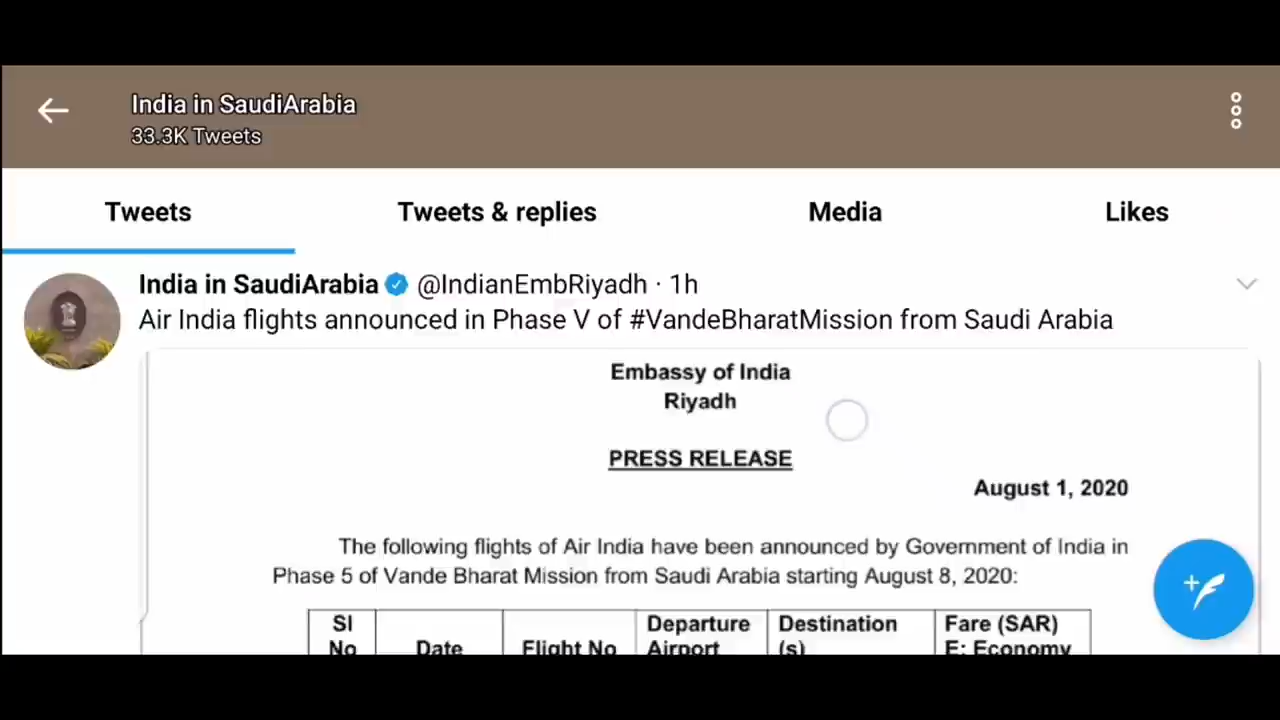 India in SaudiArabia
33.3K Tweets
Tweets
Tweets & replies
Media
Likes
India in SaudiArabia @IndianEmbRiyadh · 1h
Air India flights announced in Phase V of #VandeBharatMission from Saudi Arabia
Embassy of India
Riyadh
PRESS RELEASE
August 1, 2020
The following flights of Air India have been announced by Government of India in
Phase 5 of Vande Bharat Mission from Saudi Arabia starting August 8, 2020:
Sl No
Date
Flight No
Departure Airport
Destination (s)
Fare (SAR) E: Economy